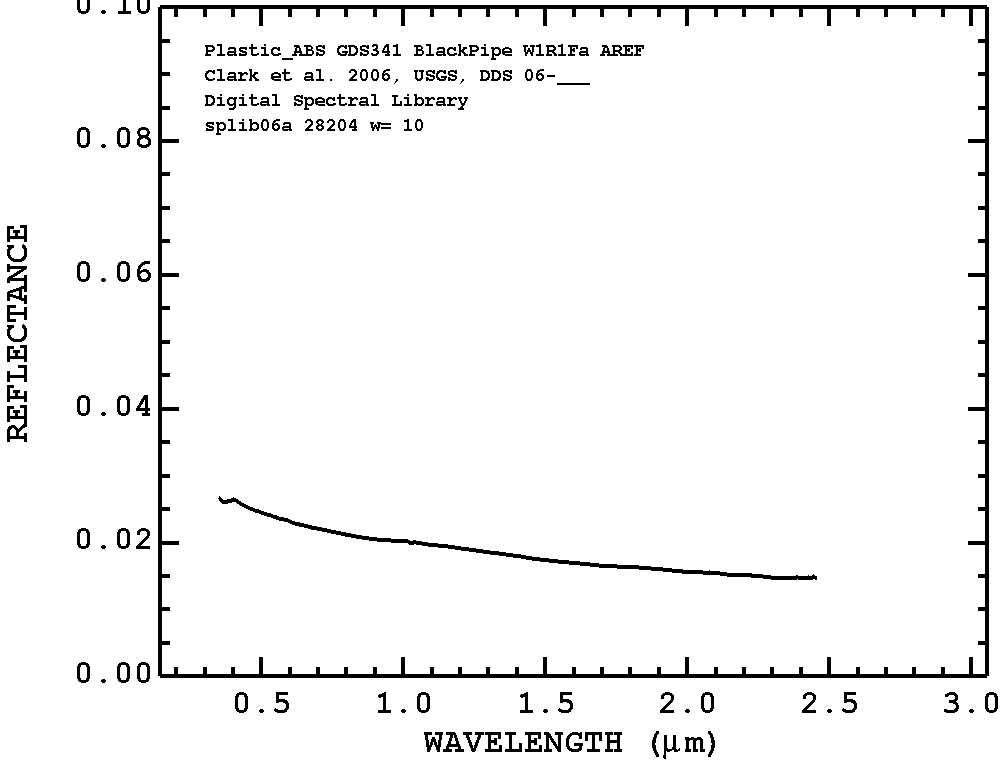 Plastic_ABS GDS341 BlackPipe W1R1Fa AREF
Clark et al. 2006, USGS, DDS 06-___
Digital Spectral Library
splib06a 28204 w= 10
0.10
0.08
0.06
0.04
0.02
0.00
REFLECTANCE
0.5 1.0 1.5 2.0 2.5 3.0
WAVELENGTH (μm)